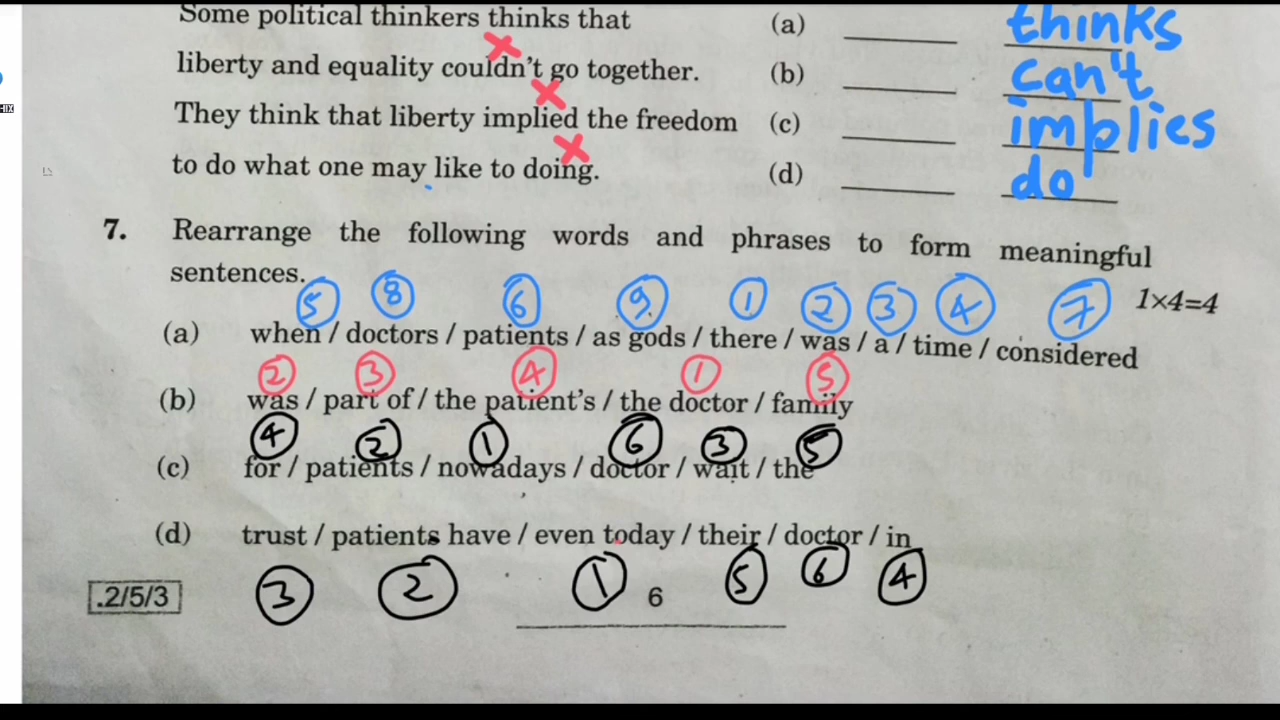 Some political thinkers thinks that (a) ______ thinks
liberty and equality couldn't go together. (b) ______ can't
They think that liberty implied the freedom (c) ______ implies
to do what one may like to doing. (d) ______ do
7. Rearrange the following words and phrases to form meaningful
sentences.
1×4=4
5 8 6 9 1 2 3 4 7
(a) when / doctors / patients / as gods / there / was / a / time / considered
2 3 4 1 5
(b) was / part of / the patient's / the doctor / family
4 2 1 6 3 5
(c) for / patients / nowadays / doctor / wait / the
(d) trust / patients have / even today / their / doctor / in
3 2 1 5 6 4
.2/5/3 6